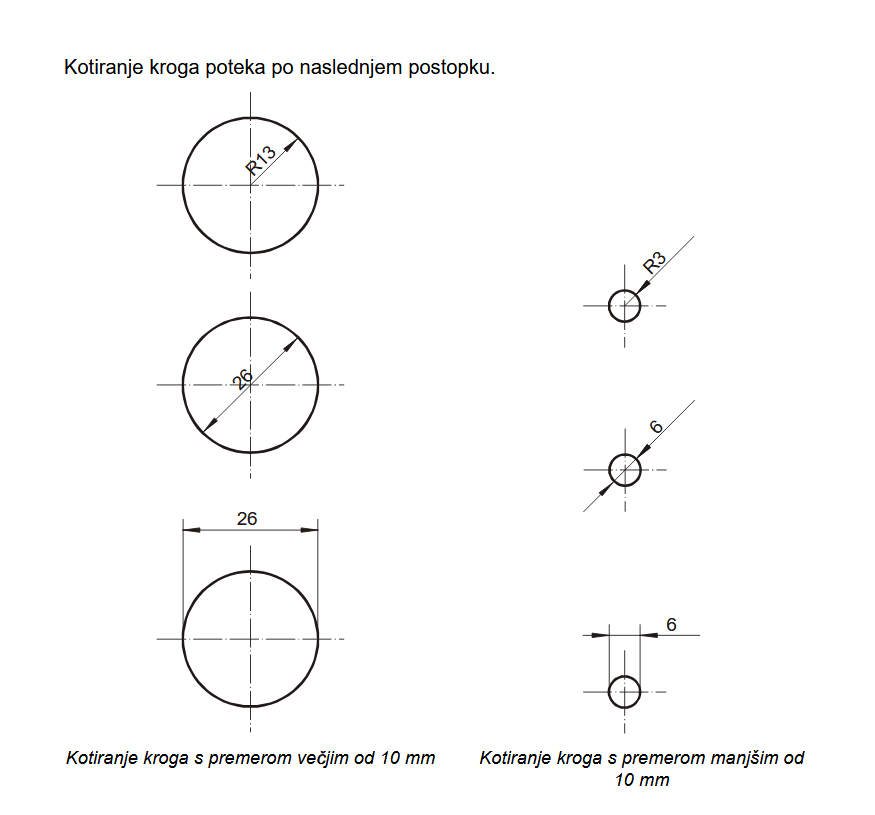 Kotiranje kroga poteka po naslednjem postopku.
R13
R3
26
6
26
6
Kotiranje kroga s premerom večjim od 10 mm
Kotiranje kroga s premerom manjšim od
10 mm